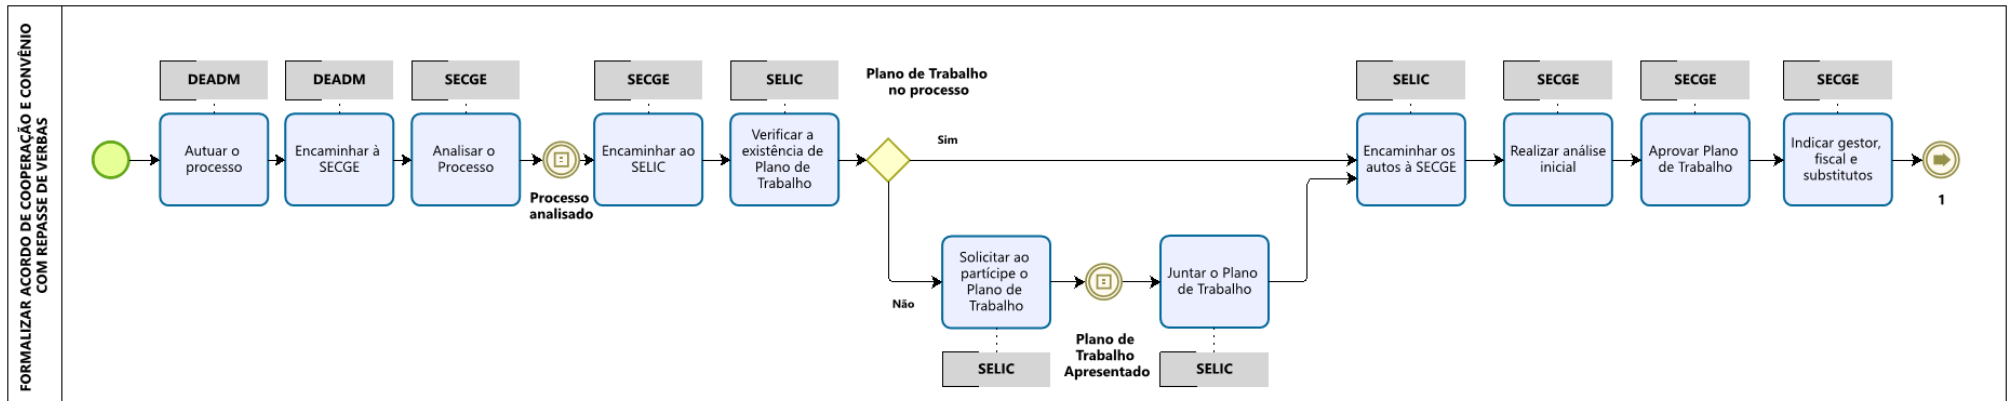 FORMALIZAR ACORDO DE COOPERAÇÃO E CONVÊNIO
COM REPASSE DE VERBAS
DEADM
Autuar o
processo
DEADM
Encaminhar à
SECGE
SECGE
Analisar o
Processo
Processo
analisado
SECGE
Encaminhar ao
SELIC
SELIC
Verificar a
existência de
Plano de
Trabalho
Plano de Trabalho
no processo
Sim
Não
Solicitar ao
partícipe o
Plano de
Trabalho
SELIC
Plano de
Trabalho
Apresentado
Juntar o Plano
de Trabalho
SELIC
SELIC
Encaminhar os
autos à SECGE
SECGE
Realizar análise
inicial
SECGE
Aprovar Plano
de Trabalho
SECGE
Indicar gestor,
fiscal e
substitutos
1